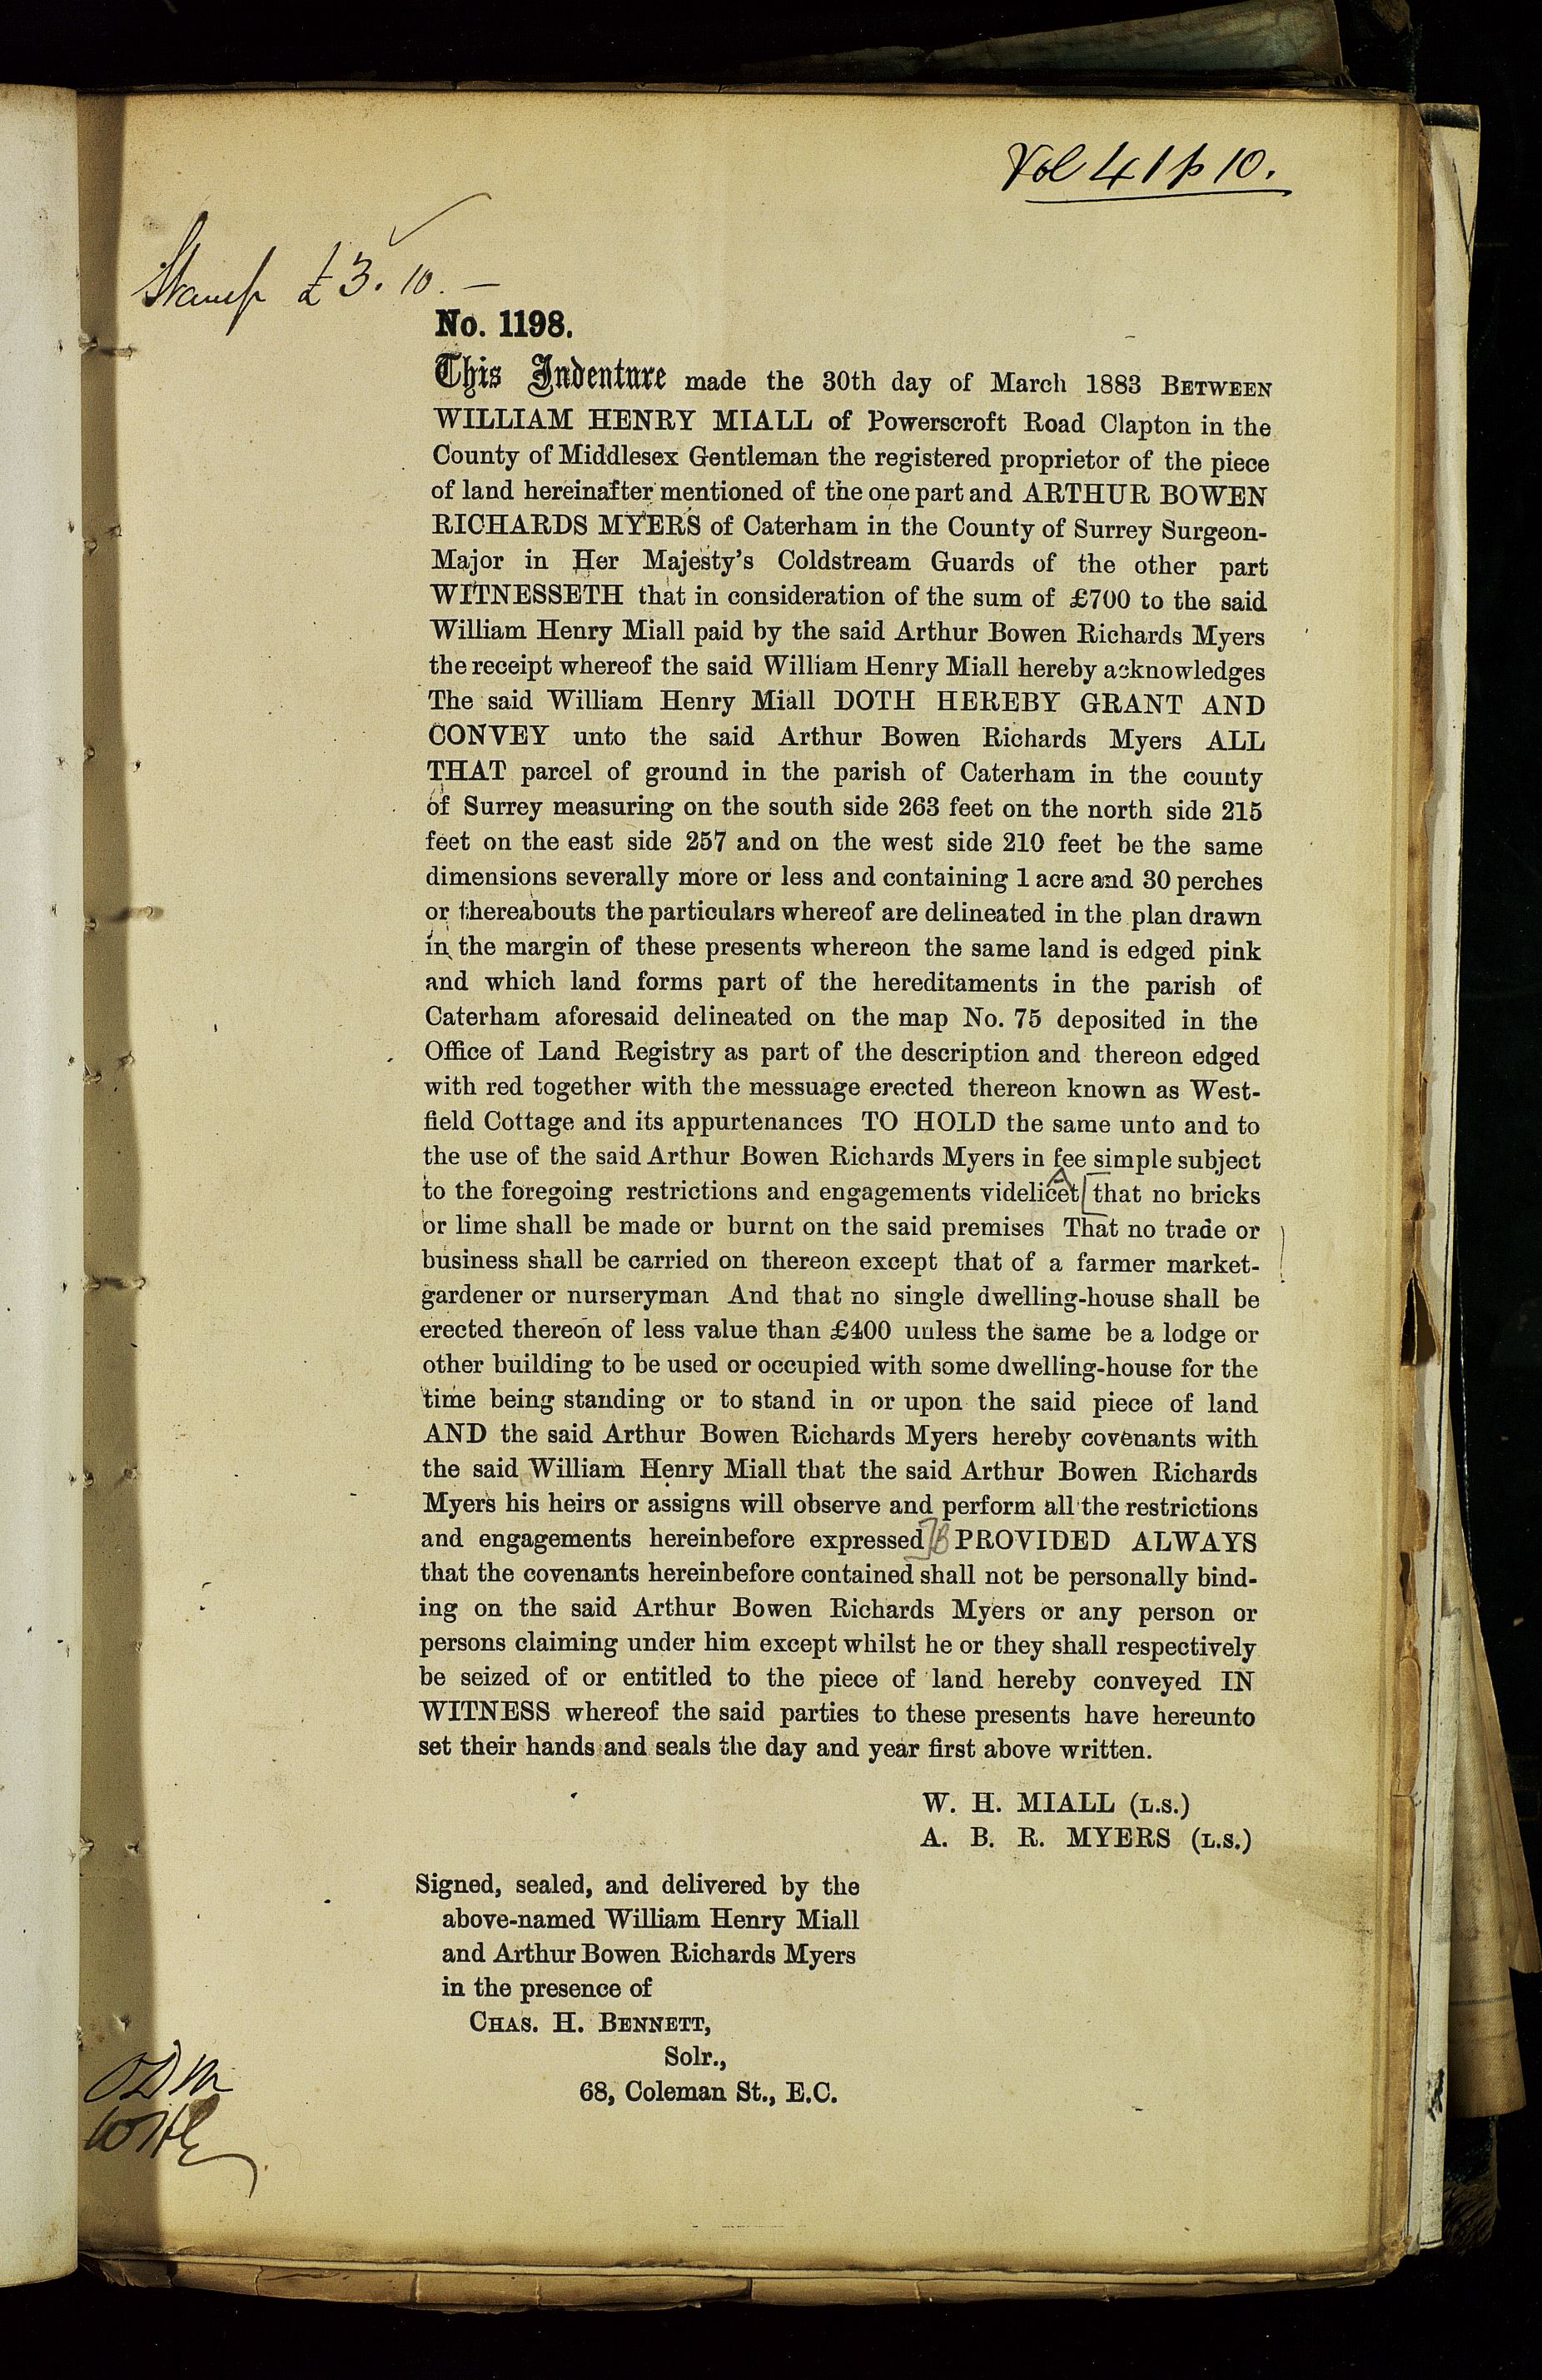 Vol 41 p 10.
Stamp £3.10.—
No. 1198.
This Indenture made the 30th day of March 1883 BETWEEN
WILLIAM HENRY MIALL of Powerscroft Road Clapton in the
County of Middlesex Gentleman the registered proprietor of the piece
of land hereinafter mentioned of the one part and ARTHUR BOWEN
RICHARDS MYERS of Caterham in the County of Surrey Surgeon-
Major in Her Majesty's Coldstream Guards of the other part
WITNESSETH that in consideration of the sum of £700 to the said
William Henry Miall paid by the said Arthur Bowen Richards Myers
the receipt whereof the said William Henry Miall hereby acknowledges
The said William Henry Miall DOTH HEREBY GRANT AND
CONVEY unto the said Arthur Bowen Richards Myers ALL
THAT parcel of ground in the parish of Caterham in the county
of Surrey measuring on the south side 263 feet on the north side 215
feet on the east side 257 and on the west side 210 feet be the same
dimensions severally more or less and containing 1 acre and 30 perches
or thereabouts the particulars whereof are delineated in the plan drawn
in the margin of these presents whereon the same land is edged pink
and which land forms part of the hereditaments in the parish of
Caterham aforesaid delineated on the map No. 75 deposited in the
Office of Land Registry as part of the description and thereon edged
with red together with the messuage erected thereon known as West-
field Cottage and its appurtenances TO HOLD the same unto and to
the use of the said Arthur Bowen Richards Myers in fee simple subject
to the foregoing restrictions and engagements videlicet A [that no bricks
or lime shall be made or burnt on the said premises That no trade or
business shall be carried on thereon except that of a farmer market-
gardener or nurseryman And that no single dwelling-house shall be
erected thereon of less value than £400 unless the same be a lodge or
other building to be used or occupied with some dwelling-house for the
time being standing or to stand in or upon the said piece of land
AND the said Arthur Bowen Richards Myers hereby covenants with
the said William Henry Miall that the said Arthur Bowen Richards
Myers his heirs or assigns will observe and perform all the restrictions
and engagements hereinbefore expressed] B PROVIDED ALWAYS
that the covenants hereinbefore contained shall not be personally bind-
ing on the said Arthur Bowen Richards Myers or any person or
persons claiming under him except whilst he or they shall respectively
be seized of or entitled to the piece of land hereby conveyed IN
WITNESS whereof the said parties to these presents have hereunto
set their hands and seals the day and year first above written.
W. H. MIALL (L.S.)
A. B. R. MYERS (L.S.)
Signed, sealed, and delivered by the
above-named William Henry Miall
and Arthur Bowen Richards Myers
in the presence of
CHAS. H. BENNETT,
Solr.,
68, Coleman St., E.C.